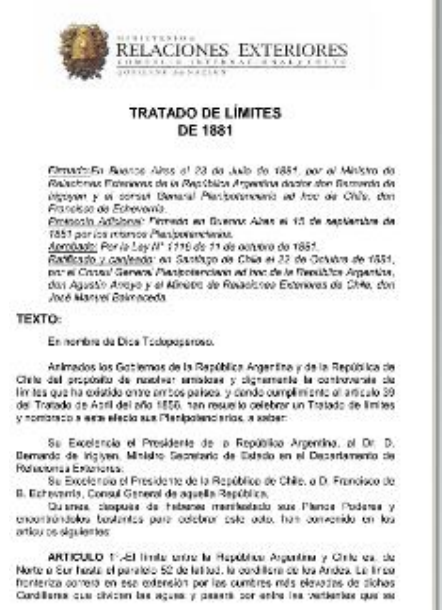 MINISTERIO DE
RELACIONES EXTERIORES
COMERCIO INTERNACIONAL Y CULTO
TRATADO DE LÍMITES
DE 1881
Firmado:En Buenos Aires el 23 de Julio de 1881, por el Ministro de
Relaciones Exteriores de la República Argentina doctor don Bernardo de
Irigoyen y el consul General Plenipotenciario ad hoc de Chile, don
Francisco de Echeverría.
Protocolo Adicional: Firmado en Buenos Aires el 15 de septiembre de
1881 por los mismos Plenipotenciarios.
Aprobado: Por la Ley N° 1116 de 11 de octubre de 1881.
Ratificado y canjeado: en Santiago de Chile el 22 de Octubre de 1881,
por el Consul General Plenipotenciario ad hoc de la República Argentina,
don Agustín Arroyo y el Ministro de Relaciones Exteriores de Chile, don
José Manuel Balmaceda.
TEXTO:
En nombre de Dios Todopoderoso.
Animados los Gobiernos de la República Argentina y de la República de
Chile del propósito de resolver amistosa y dignamente la controversia de
límites que ha existido entre ambos países, y dando cumplimiento al artículo 39
del Tratado de Abril del año 1856, han resuelto celebrar un Tratado de límites
y nombrado a este efecto sus Plenipotenciarios, a saber:
Su Excelencia el Presidente de la República Argentina, al Dr. D.
Bernardo de Irigiyen, Ministro Secretario de Estado en el Departamento de
Relaciones Exteriores;
Su Excelencia el Presidente de la República de Chile, a D. Francisco de
B. Echeverría, Consul General de aquella República,
Quienes, después de haberse manifestado sus Plenos Poderes y
encontrándolos bastantes para celebrar este acto, han convenido en los
artículos siguientes:
ARTICULO 1°.-El límite entre la República Argentina y Chile es, de
Norte a Sur hasta el paralelo 52 de latitud, la cordillera de los Andes. La línea
fronteriza correrá en esa extensión por las cumbres más elevadas de dichas
Cordilleras que dividan las aguas y pasará por entre las vertientes que se